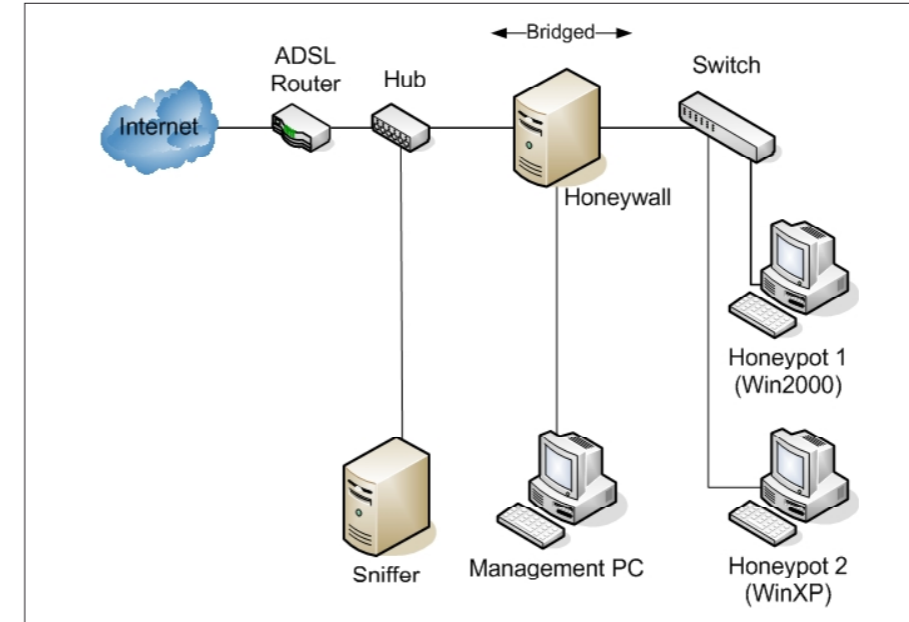 Bridged
ADSL
Router
Hub
Switch
Internet
Honeywall
Honeypot 1
(Win2000)
Sniffer
Management PC
Honeypot 2
(WinXP)